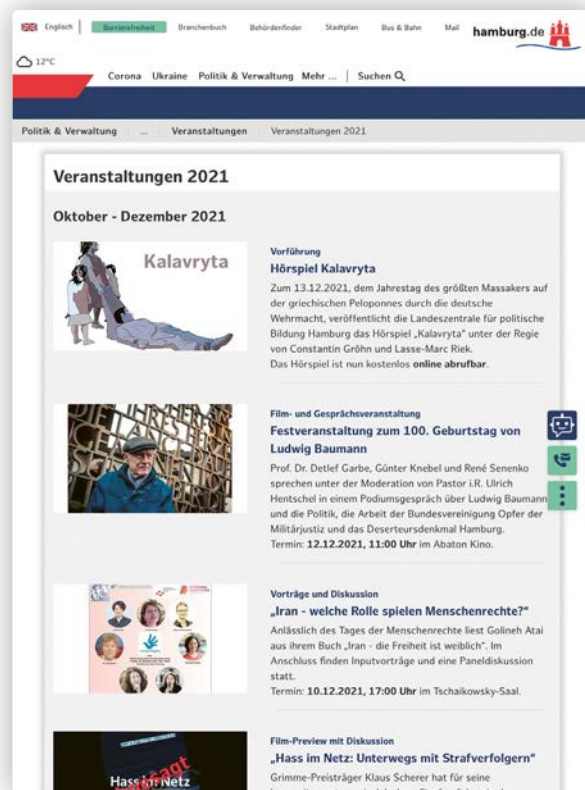 Englisch
Barrierefreiheit
Branchenbuch
Behördenfinder
Stadtplan
Bus & Bahn
Mail
hamburg.de
12°C
Corona Ukraine Politik & Verwaltung Mehr ... | Suchen
Politik & Verwaltung ... Veranstaltungen Veranstaltungen 2021
Veranstaltungen 2021
Oktober - Dezember 2021
Kalavryta
Vorführung
Hörspiel Kalavryta
Zum 13.12.2021, dem Jahrestag des größten Massakers auf
der griechischen Peloponnes durch die deutsche
Wehrmacht, veröffentlicht die Landeszentrale für politische
Bildung Hamburg das Hörspiel „Kalavryta" unter der Regie
von Constantin Gröhn und Lasse-Marc Riek.
Das Hörspiel ist nun kostenlos online abrufbar.
Film- und Gesprächsveranstaltung
Festveranstaltung zum 100. Geburtstag von
Ludwig Baumann
Prof. Dr. Detlef Garbe, Günter Knebel und René Senenko
sprechen unter der Moderation von Pastor i.R. Ulrich
Hentschel in einem Podiumsgespräch über Ludwig Baumann
und die Politik, die Arbeit der Bundesvereinigung Opfer der
Militärjustiz und das Deserteursdenkmal Hamburg.
Termin: 12.12.2021, 11:00 Uhr im Abaton Kino.
Vorträge und Diskussion
„Iran - welche Rolle spielen Menschenrechte?"
Anlässlich des Tages der Menschenrechte liest Golineh Atai
aus ihrem Buch „Iran - die Freiheit ist weiblich". Im
Anschluss finden Inputvorträge und eine Paneldiskussion
statt.
Termin: 10.12.2021, 17:00 Uhr im Tschaikowsky-Saal.
Hass im Netz
Film-Preview mit Diskussion
„Hass im Netz: Unterwegs mit Strafverfolgern"
Grimme-Preisträger Klaus Scherer hat für seine